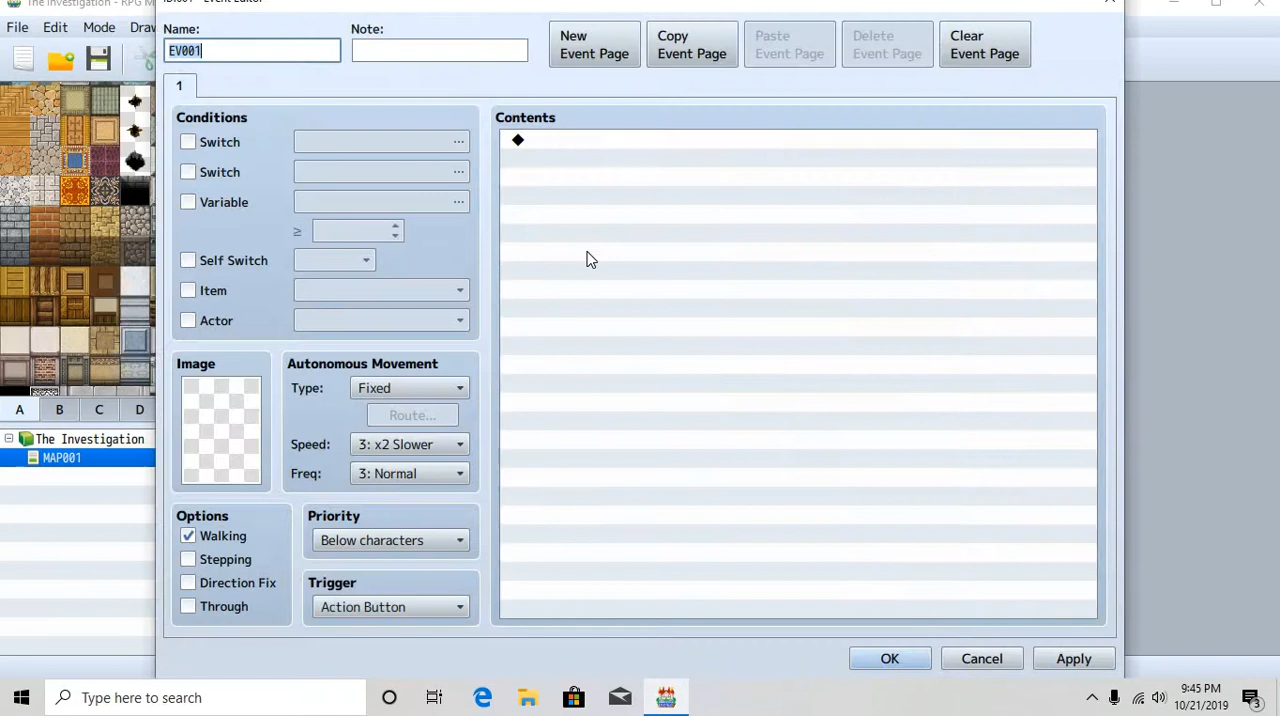 The Investigation - RPG M
File Edit Mode Draw
Event Editor
Name:
Note:
EV001
New
Event Page
Copy
Event Page
Paste
Event Page
Delete
Event Page
Clear
Event Page
1
Conditions
Switch ...
Switch ...
Variable ...
≥
Self Switch
Item
Actor
Contents
◆
Image
Autonomous Movement
Type: Fixed
Route...
Speed: 3: x2 Slower
Freq: 3: Normal
Options
Walking
Stepping
Direction Fix
Through
Priority
Below characters
Trigger
Action Button
A B C D
The Investigation
MAP001
OK Cancel Apply
Type here to search
9:45 PM
10/21/2019
3